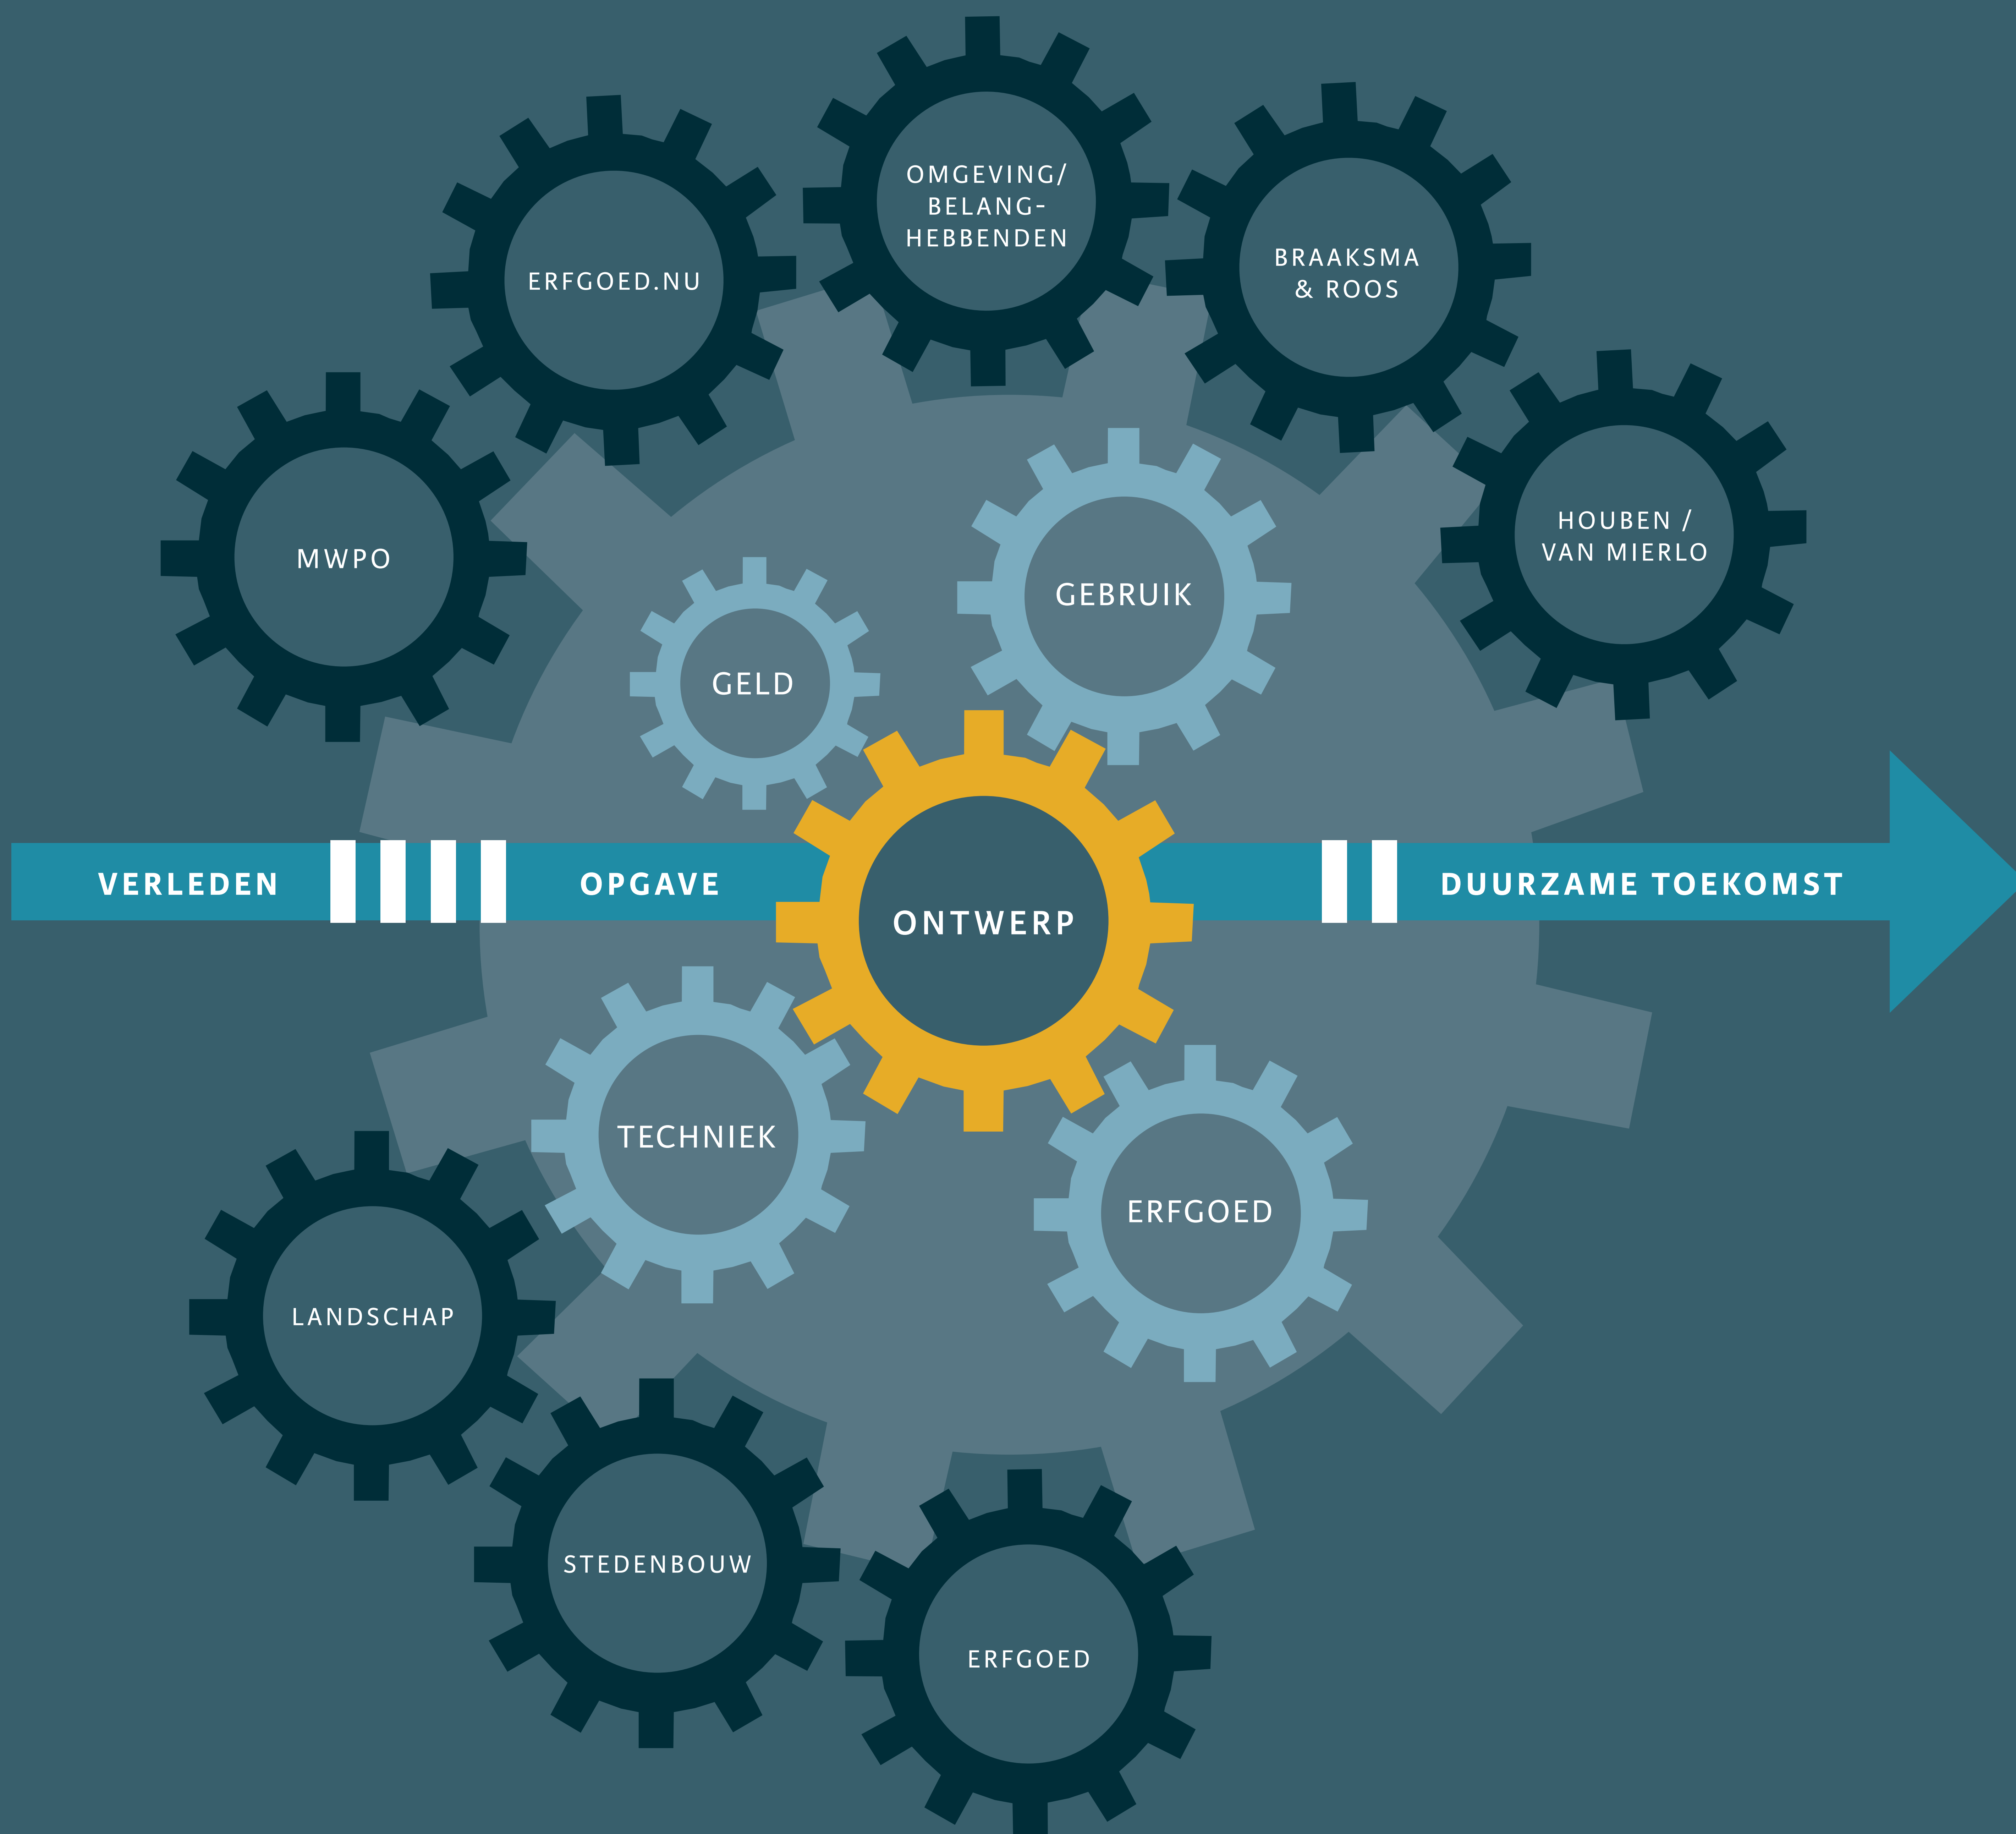 OMGEVING/
BELANG-
HEBBENDEN
ERFGOED.NU
BRAAKSMA
& ROOS
MWPO
HOUBEN /
VAN MIERLO
GELD
GEBRUIK
VERLEDEN
OPGAVE
ONTWERP
DUURZAME TOEKOMST
TECHNIEK
ERFGOED
LANDSCHAP
STEDENBOUW
ERFGOED